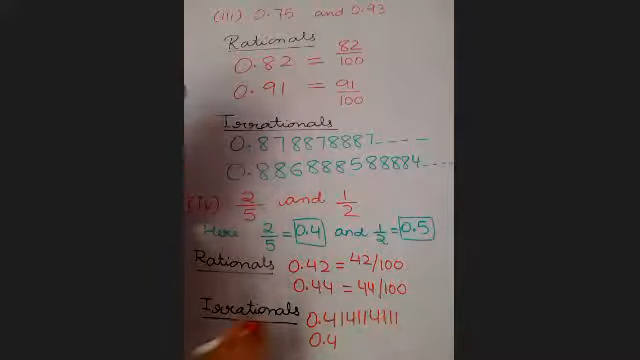 (iii) 0.75 and 0.93
Rationals
0.82 = 82/100
0.91 = 91/100
Irrationals
0.878878887----
0.886888588884....
(iv) 2/5 and 1/2
Here 2/5 = 0.4 and 1/2 = 0.5
Rationals 0.42 = 42/100
0.44 = 44/100
Irrationals 0.41411411411
0.4